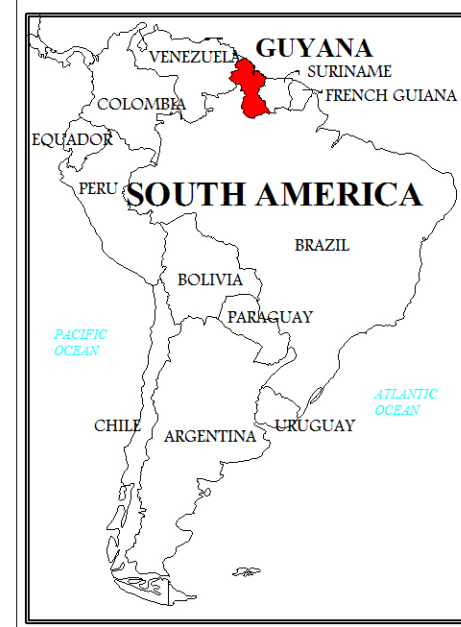 GUYANA
VENEZUELA
SURINAME
FRENCH GUIANA
COLOMBIA
EQUADOR
PERU
SOUTH AMERICA
BRAZIL
BOLIVIA
PARAGUAY
PACIFIC
OCEAN
ATLANTIC
OCEAN
CHILE
URUGUAY
ARGENTINA